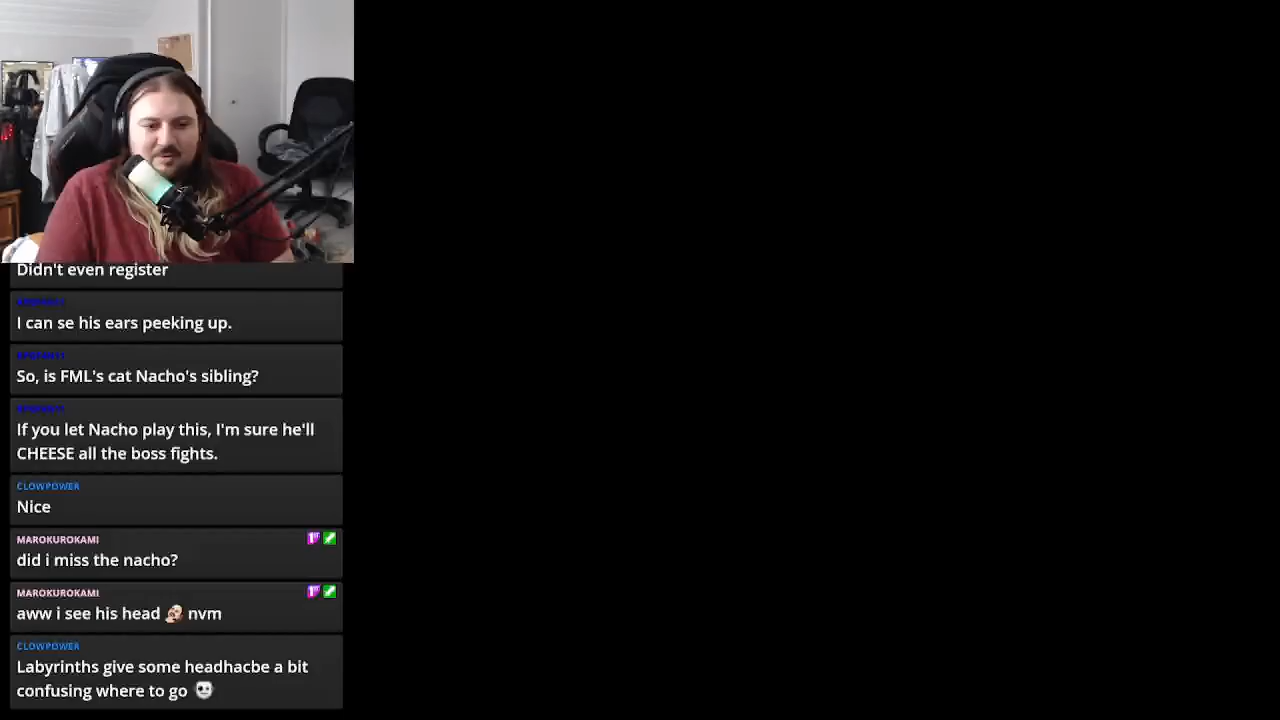 Didn't even register
I can se his ears peeking up.
So, is FML's cat Nacho's sibling?
If you let Nacho play this, I'm sure he'll
CHEESE all the boss fights.
CLOWPOWER
Nice
MAROKUROKAMI
did i miss the nacho?
MAROKUROKAMI
aww i see his head nvm
CLOWPOWER
Labyrinths give some headhacbe a bit
confusing where to go